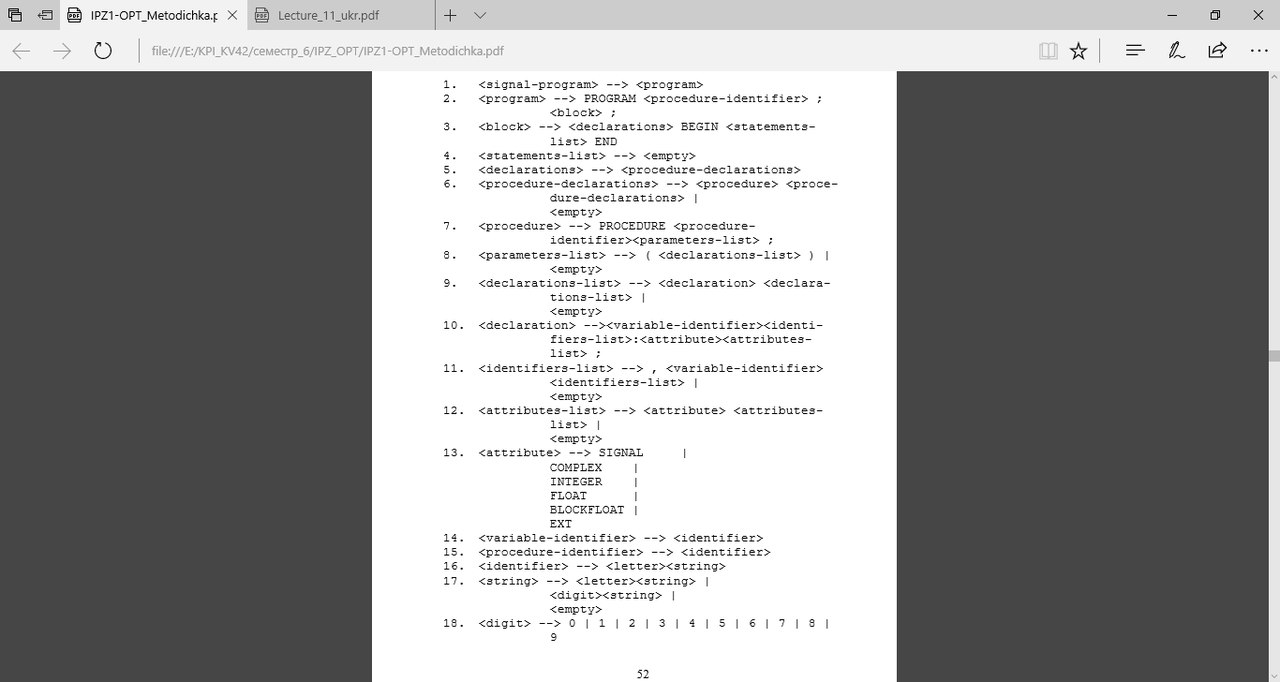 IPZ1-OPT_Metodichka.p
Lecture_11_ukr.pdf
file:///E:/KPI_KV42/семестр_6/IPZ_OPT/IPZ1-OPT_Metodichka.pdf
1. <signal-program> --> <program>
2. <program> --> PROGRAM <procedure-identifier> ;
<block> ;
3. <block> --> <declarations> BEGIN <statements-
list> END
4. <statements-list> --> <empty>
5. <declarations> --> <procedure-declarations>
6. <procedure-declarations> --> <procedure> <proce-
dure-declarations> |
<empty>
7. <procedure> --> PROCEDURE <procedure-
identifier><parameters-list> ;
8. <parameters-list> --> ( <declarations-list> ) |
<empty>
9. <declarations-list> --> <declaration> <declara-
tions-list> |
<empty>
10. <declaration> --><variable-identifier><identi-
fiers-list>:<attribute><attributes-
list> ;
11. <identifiers-list> --> , <variable-identifier>
<identifiers-list> |
<empty>
12. <attributes-list> --> <attribute> <attributes-
list> |
<empty>
13. <attribute> --> SIGNAL |
COMPLEX |
INTEGER |
FLOAT |
BLOCKFLOAT |
EXT
14. <variable-identifier> --> <identifier>
15. <procedure-identifier> --> <identifier>
16. <identifier> --> <letter><string>
17. <string> --> <letter><string> |
<digit><string> |
<empty>
18. <digit> --> 0 | 1 | 2 | 3 | 4 | 5 | 6 | 7 | 8 |
9
52